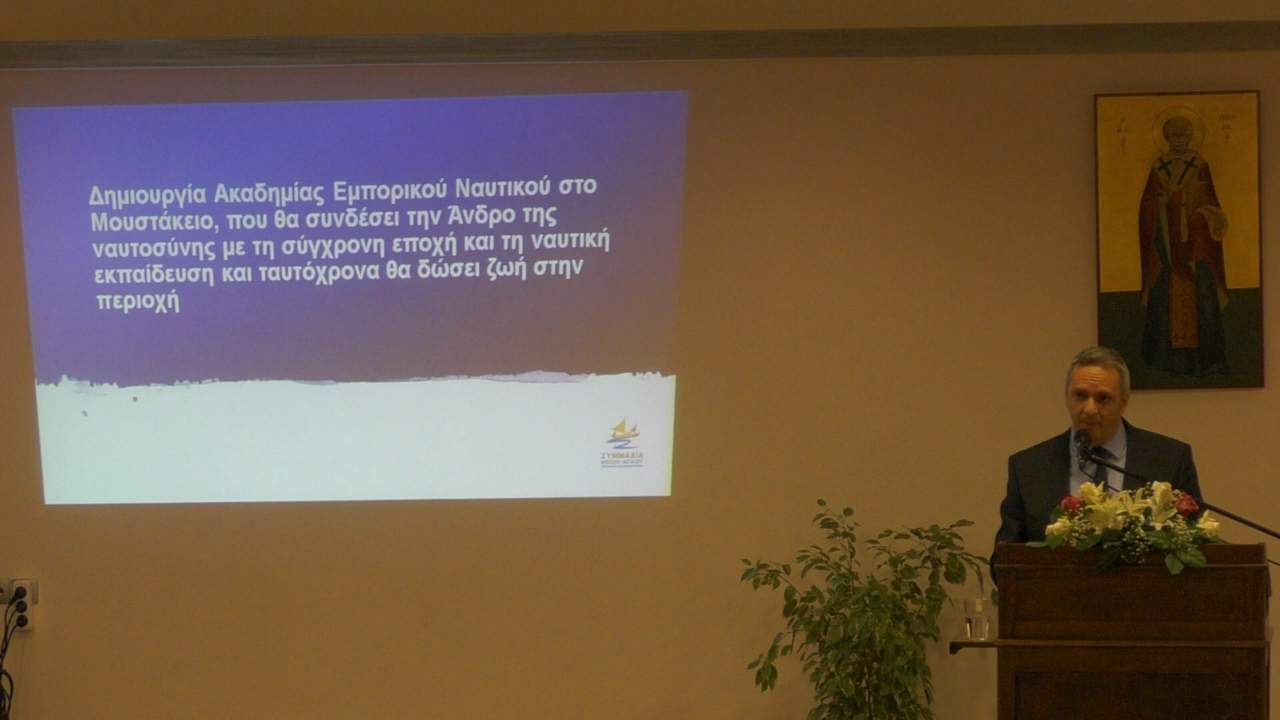 Δημιουργία Ακαδημίας Εμπορικού Ναυτικού στο
Μουστάκειο, που θα συνδέσει την Άνδρο της
ναυτοσύνης με τη σύγχρονη εποχή και τη ναυτική
εκπαίδευση και ταυτόχρονα θα δώσει ζωή στην
περιοχή
ΣΥΜΜΑΧΙΑ